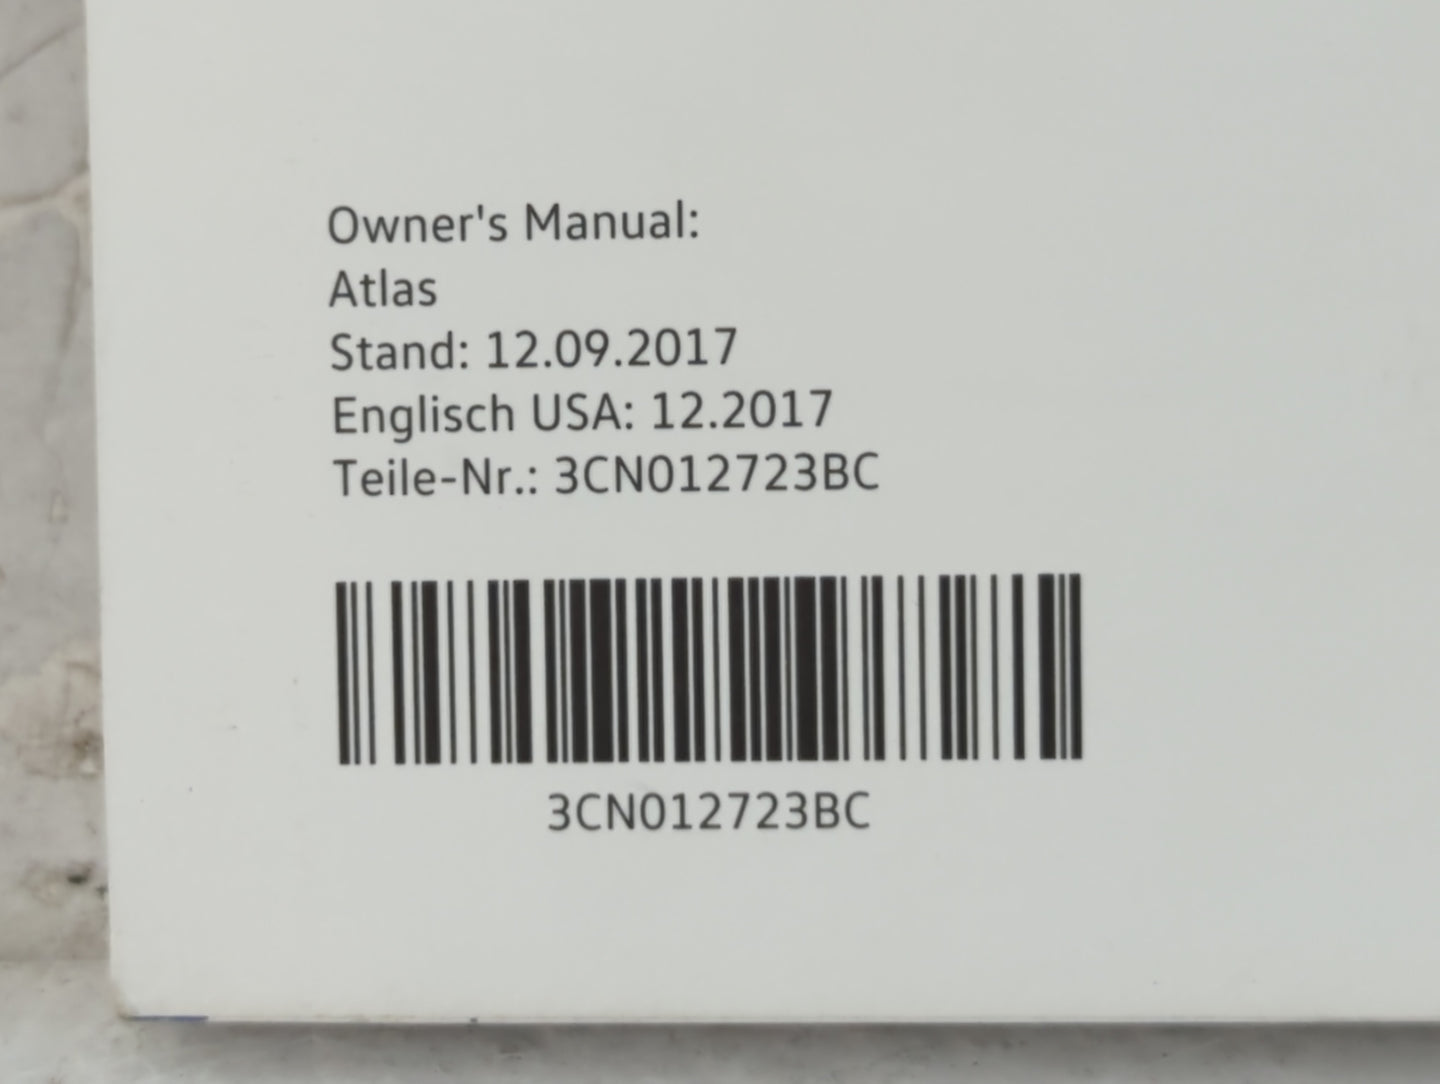 Owner's Manual:
Atlas
Stand: 12.09.2017
Englisch USA: 12.2017
Teile-Nr.: 3CN012723BC
3CN012723BC